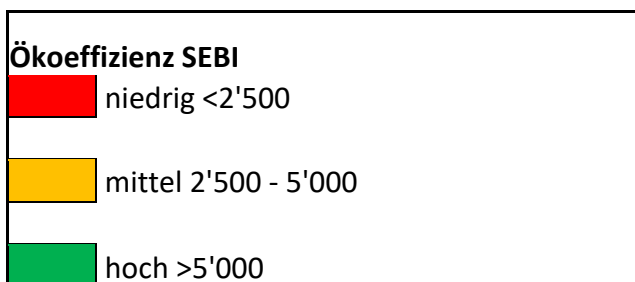 Ökoeffizienz SEBI
niedrig <2'500
mittel 2'500 - 5'000
hoch >5'000